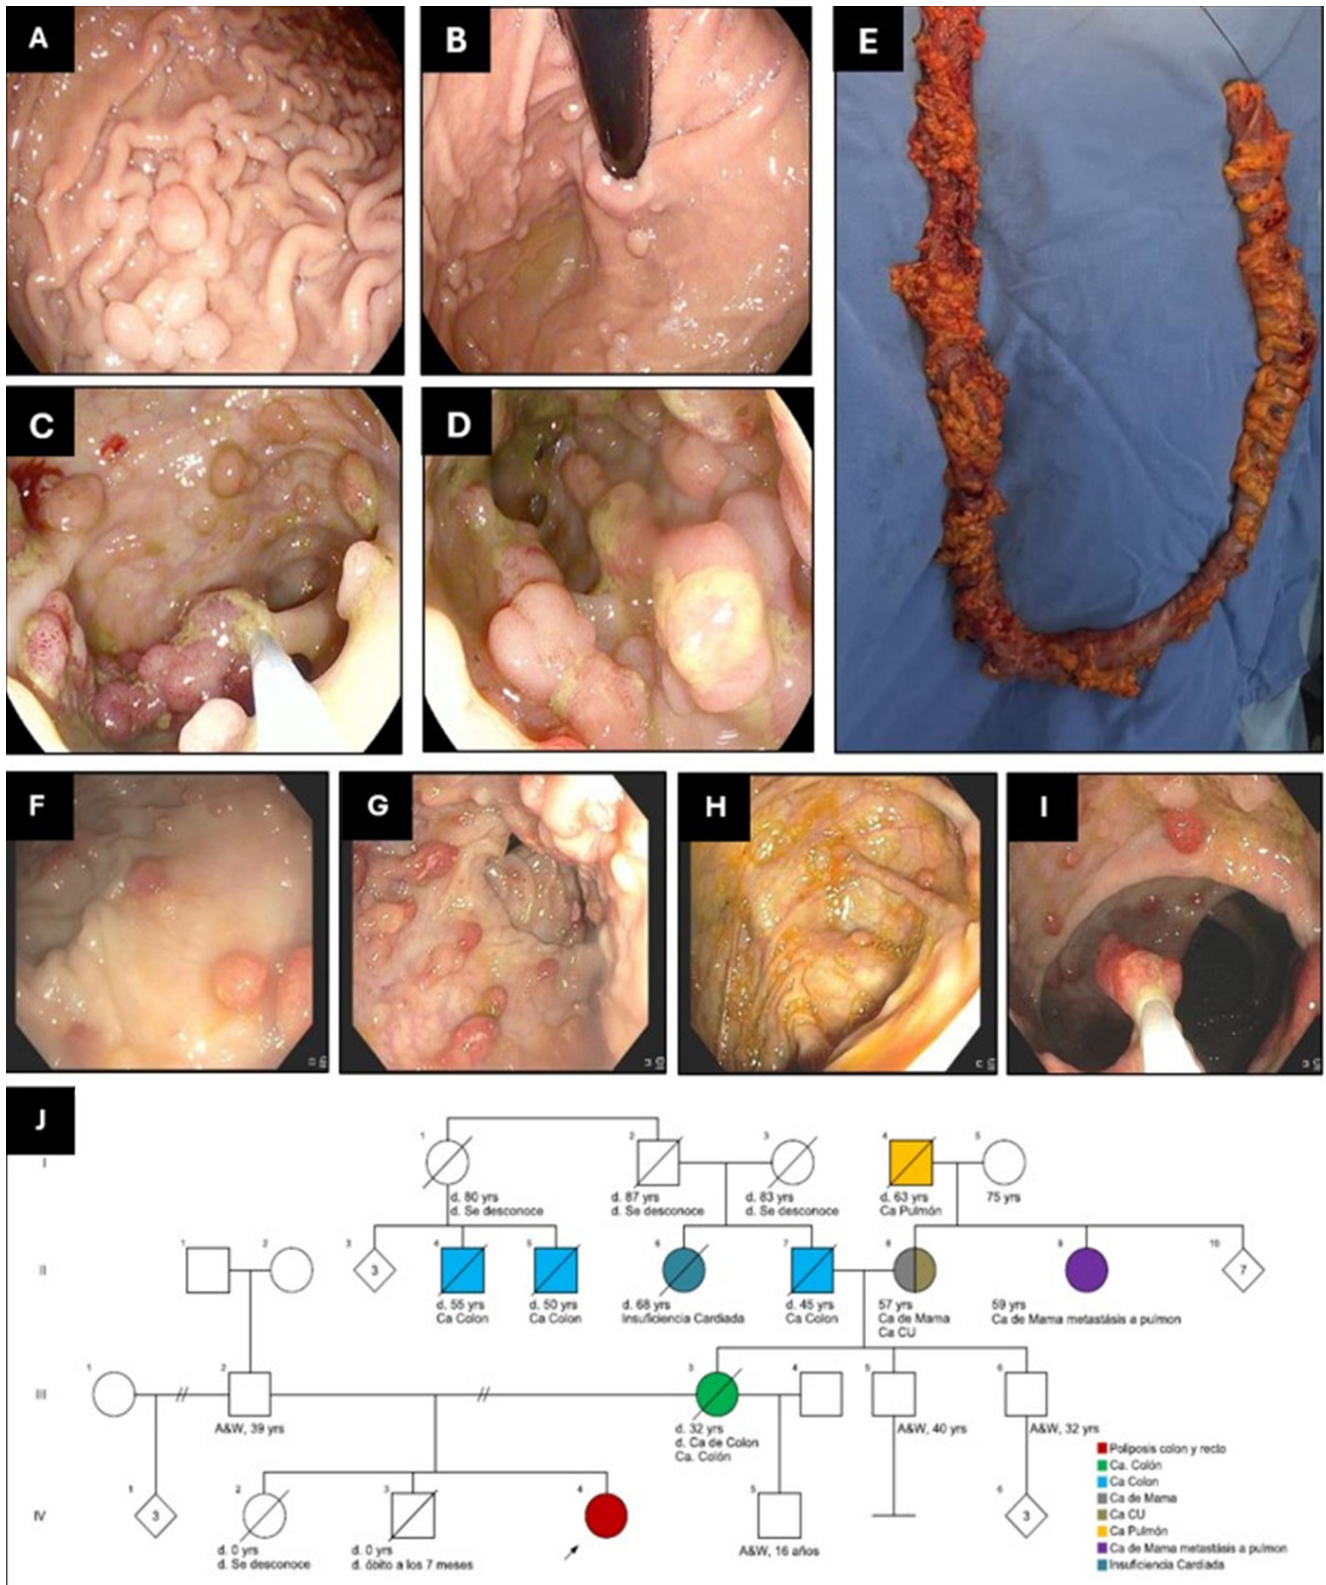 A
B
E
C
D
F
G
H
I
J
I
1
2
3
4
5
d. 80 yrs
d. Se desconoce
d. 87 yrs
d. Se desconoce
d. 83 yrs
d. Se desconoce
d. 63 yrs
Ca Pulmón
75 yrs
II
1
2
3
4
5
6
7
8
9
10
3
7
d. 55 yrs
Ca Colon
d. 50 yrs
Ca Colon
d. 68 yrs
Insuficiencia Cardiada
d. 45 yrs
Ca Colon
57 yrs
Ca de Mama
Ca CU
59 yrs
Ca de Mama metastásis a pulmon
III
1
2
3
4
5
6
A&W, 39 yrs
d. 32 yrs
d. Ca de Colon
Ca. Colón
A&W, 40 yrs
A&W, 32 yrs
IV
1
2
3
4
5
6
3
3
d. 0 yrs
d. Se desconoce
d. 0 yrs
d. óbito a los 7 meses
A&W, 16 años
Poliposis colon y recto
Ca. Colón
Ca Colon
Ca de Mama
Ca CU
Ca Pulmón
Ca de Mama metastásis a pulmon
Insuficiencia Cardiada